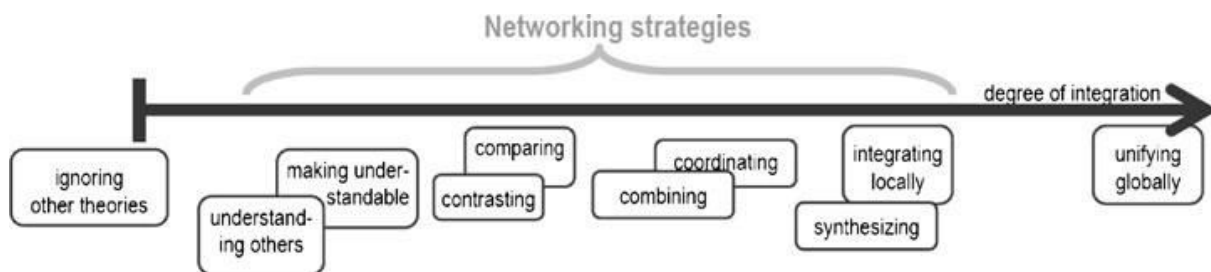 Networking strategies
degree of integration
ignoring
other theories
understand-
ing others
making under-
standable
comparing
contrasting
coordinating
combining
integrating
locally
synthesizing
unifying
globally